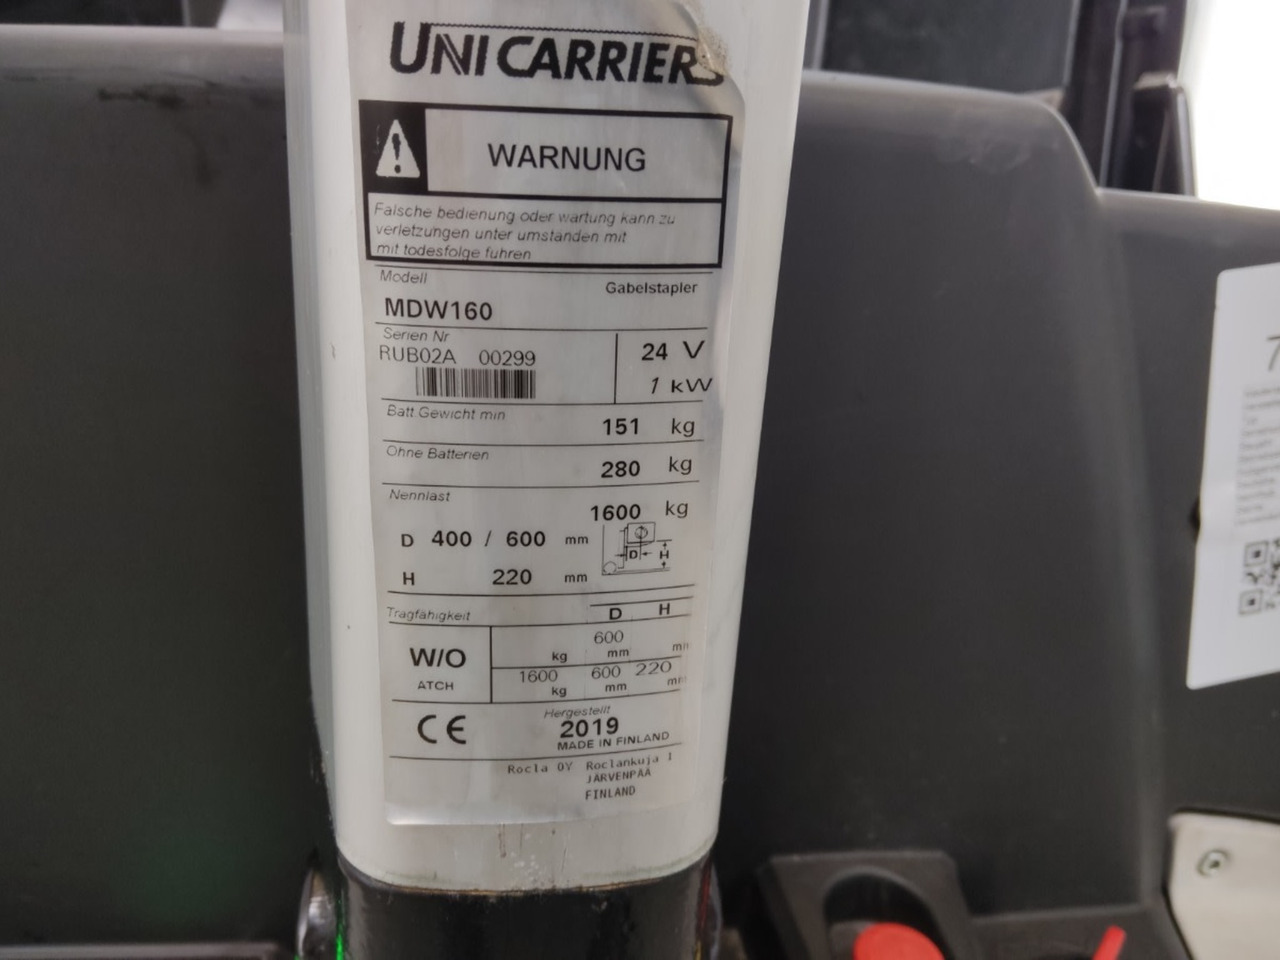 UNICARRIERS
WARNUNG
Falsche bedienung oder wartung kann zu
verletzungen unter umstanden mit
mit todesfolge fuhren
Modell
Gabelstapler
MDW160
Serien Nr
RUB02A 00299
24 V
1 kW
Batt.Gewicht min
151 kg
Ohne Batterien
280 kg
Nennlast
1600 kg
D 400 / 600 mm
D H
H 220 mm
Tragfähigkeit D H
W/O
ATCH
600
kg mm mm
1600 600 220
kg mm mm
CE
Hergestellt
2019
MADE IN FINLAND
Rocla OY Roclankuja 1
JÄRVENPÄÄ
FINLAND
7